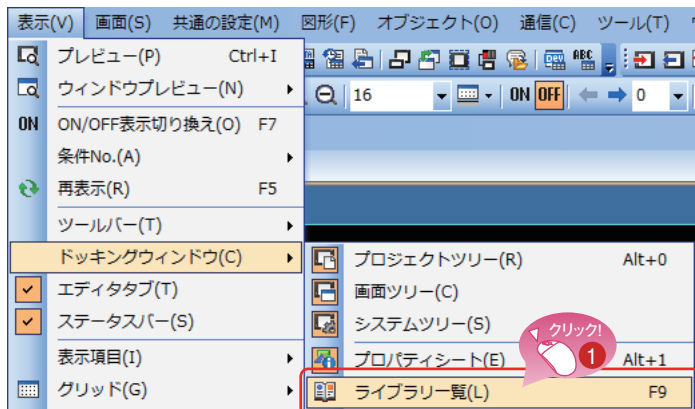 表示(V) 画面(S) 共通の設定(M) 図形(F) オブジェクト(O) 通信(C) ツール(T)
プレビュー(P) Ctrl+I
ウィンドウプレビュー(N)
16 ON OFF 0
ON ON/OFF表示切り換え(O) F7
条件No.(A)
再表示(R) F5
ツールバー(T)
ドッキングウィンドウ(C)
プロジェクトツリー(R) Alt+0
エディタタブ(T)
画面ツリー(C)
ステータスバー(S)
システムツリー(S)
クリック!
1
表示項目(I)
プロパティシート(E) Alt+1
グリッド(G)
ライブラリ一覧(L) F9